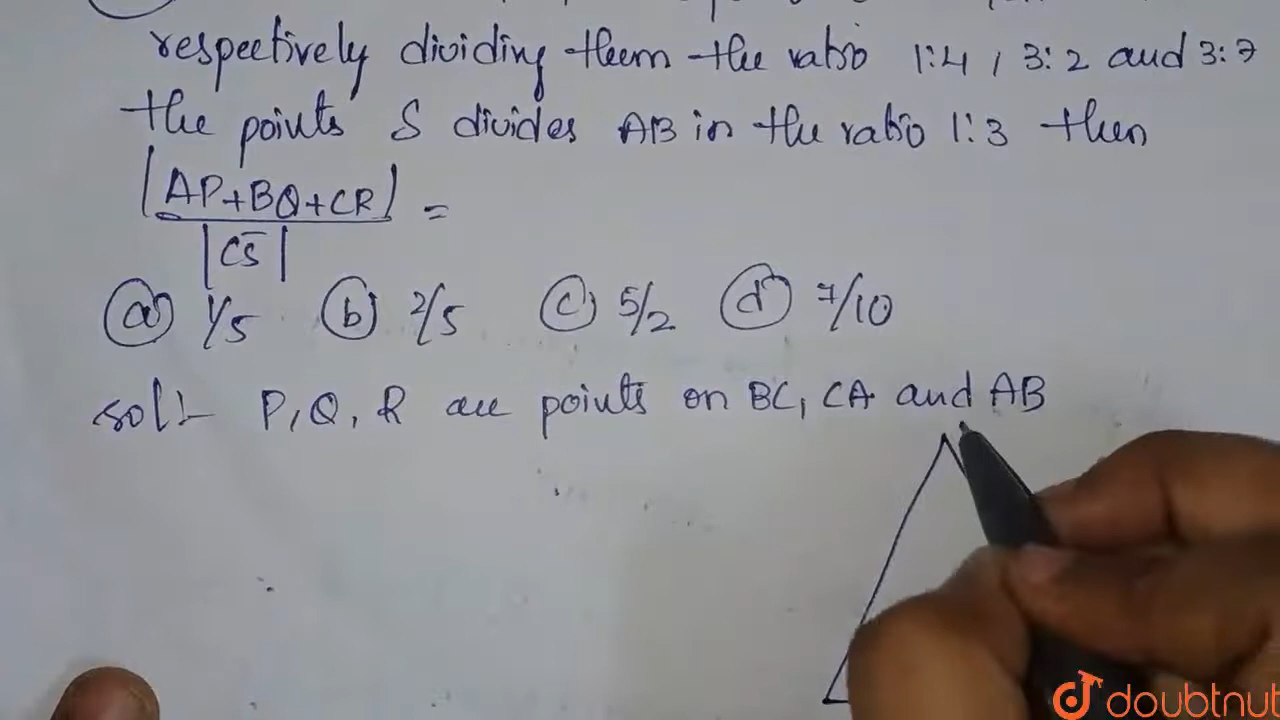 respectively dividing them the ratio 1:4, 3:2 and 3:7
the points S divides AB in the ratio 1:3 then
|AP+BQ+CR|
=
|CS|
(a) 1/5 (b) 2/5 (c) 5/2 (d) 7/10
sol:- P, Q, R are points on BC, CA and AB
doubtnut